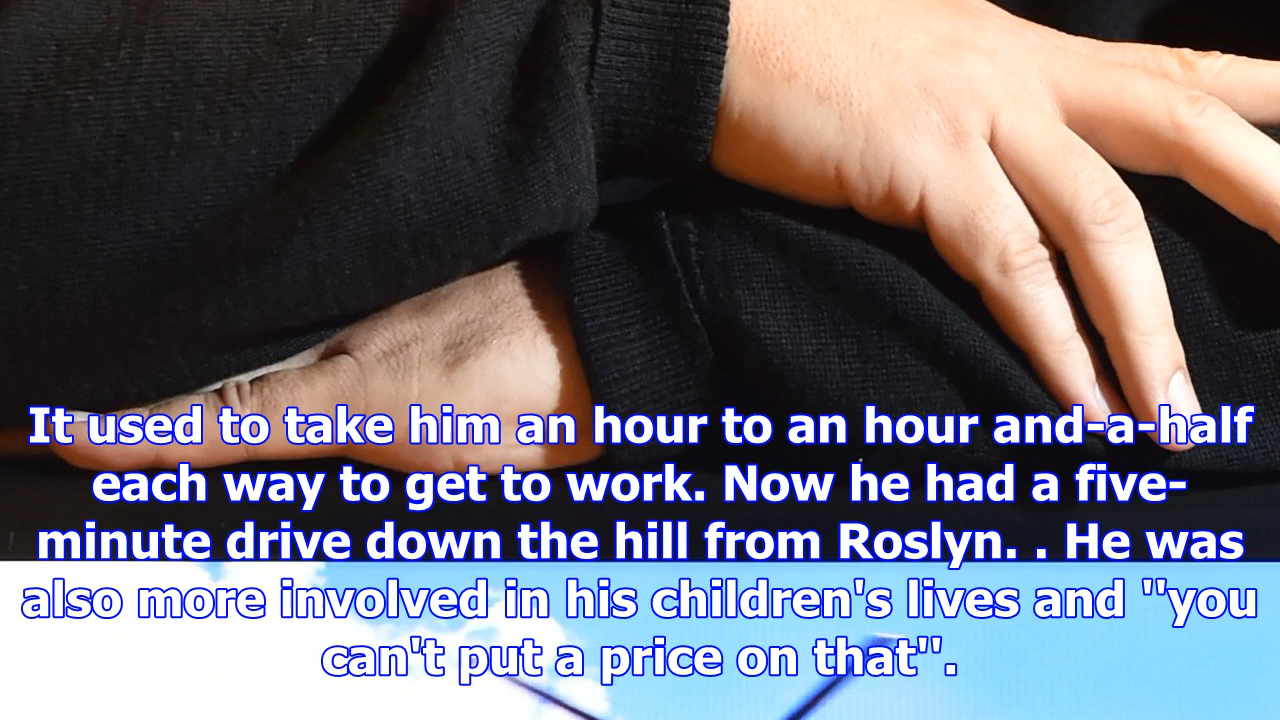 It used to take him an hour to an hour and-a-half
each way to get to work. Now he had a five-
minute drive down the hill from Roslyn. . He was
also more involved in his children's lives and "you
can't put a price on that".